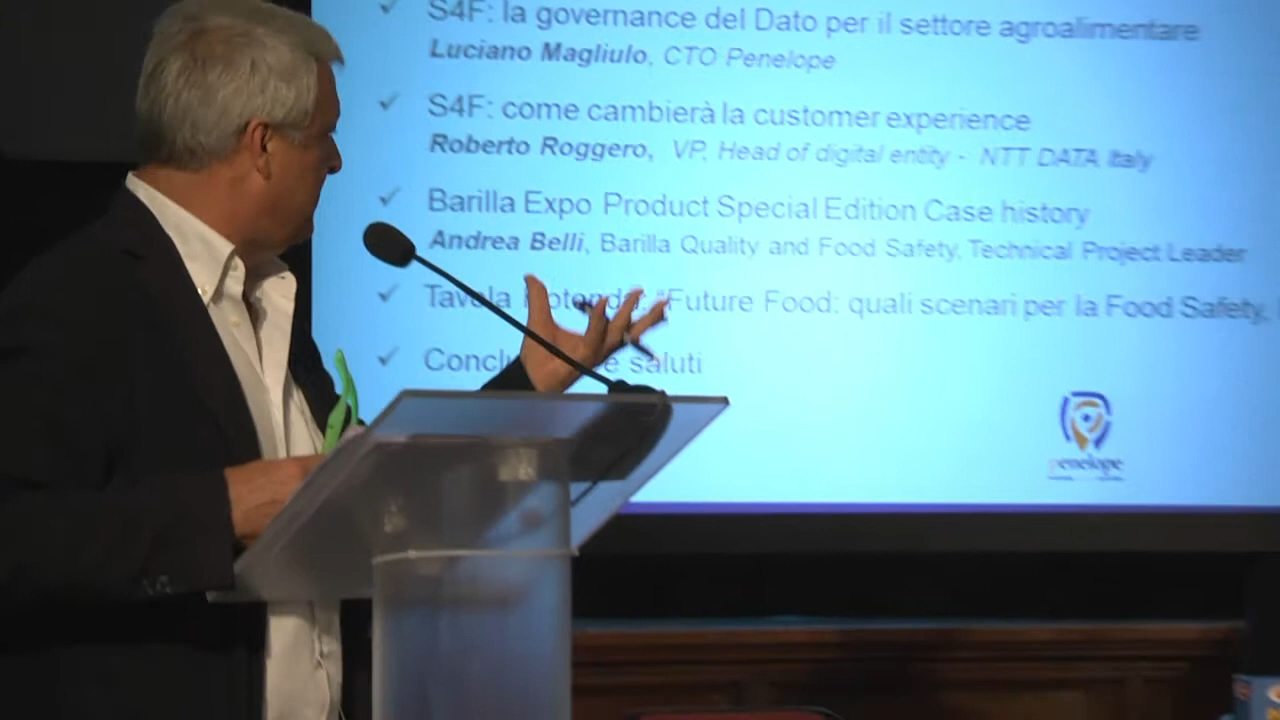 S4F: la governance del Dato per il settore agroalimentare
Luciano Magliulo, CTO Penelope
S4F: come cambierà la customer experience
Roberto Roggero, VP, Head of digital entity - NTT DATA Italy
Barilla Expo Product Special Edition Case history
Andrea Belli, Barilla Quality and Food Safety, Technical Project Leader
Tavola Rotonda: "Future Food: quali scenari per la Food Safety,
e saluti
Penelope